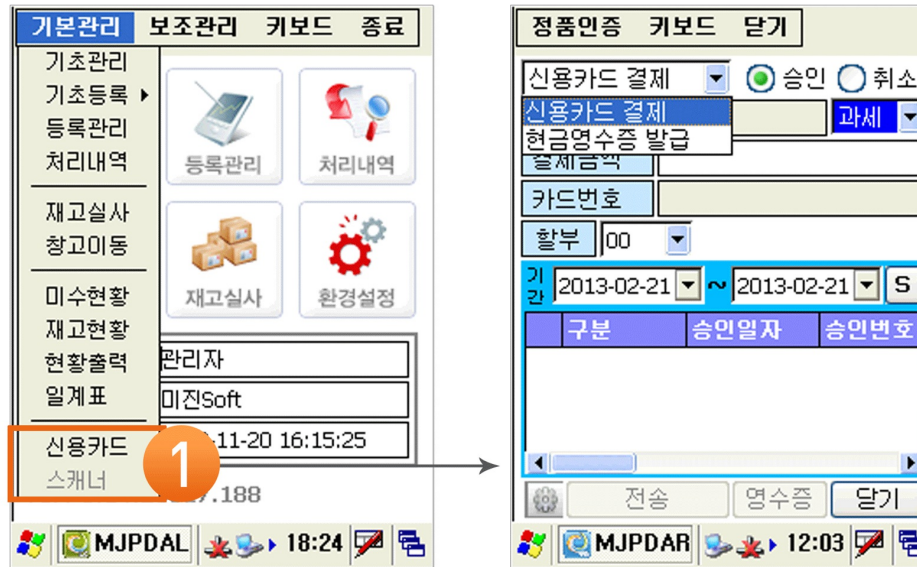 기본관리 보조관리 키보드 종료
기초관리
기초등록
등록관리
처리내역
재고실사
창고이동
미수현황
재고현황
현황출력
일계표
신용카드
스캐너
1
등록관리 처리내역
재고실사 환경설정
관리자
미진Soft
-11-20 16:15:25
.188
MJPDAL 18:24
정품인증 키보드 닫기
신용카드 결제 승인 취소
신용카드 결제 과세
현금영수증 발급
결제금액
카드번호
할부 00
기간 2013-02-21 ~ 2013-02-21 S
구분 승인일자 승인번호
전송 영수증 닫기
MJPDAR 12:03